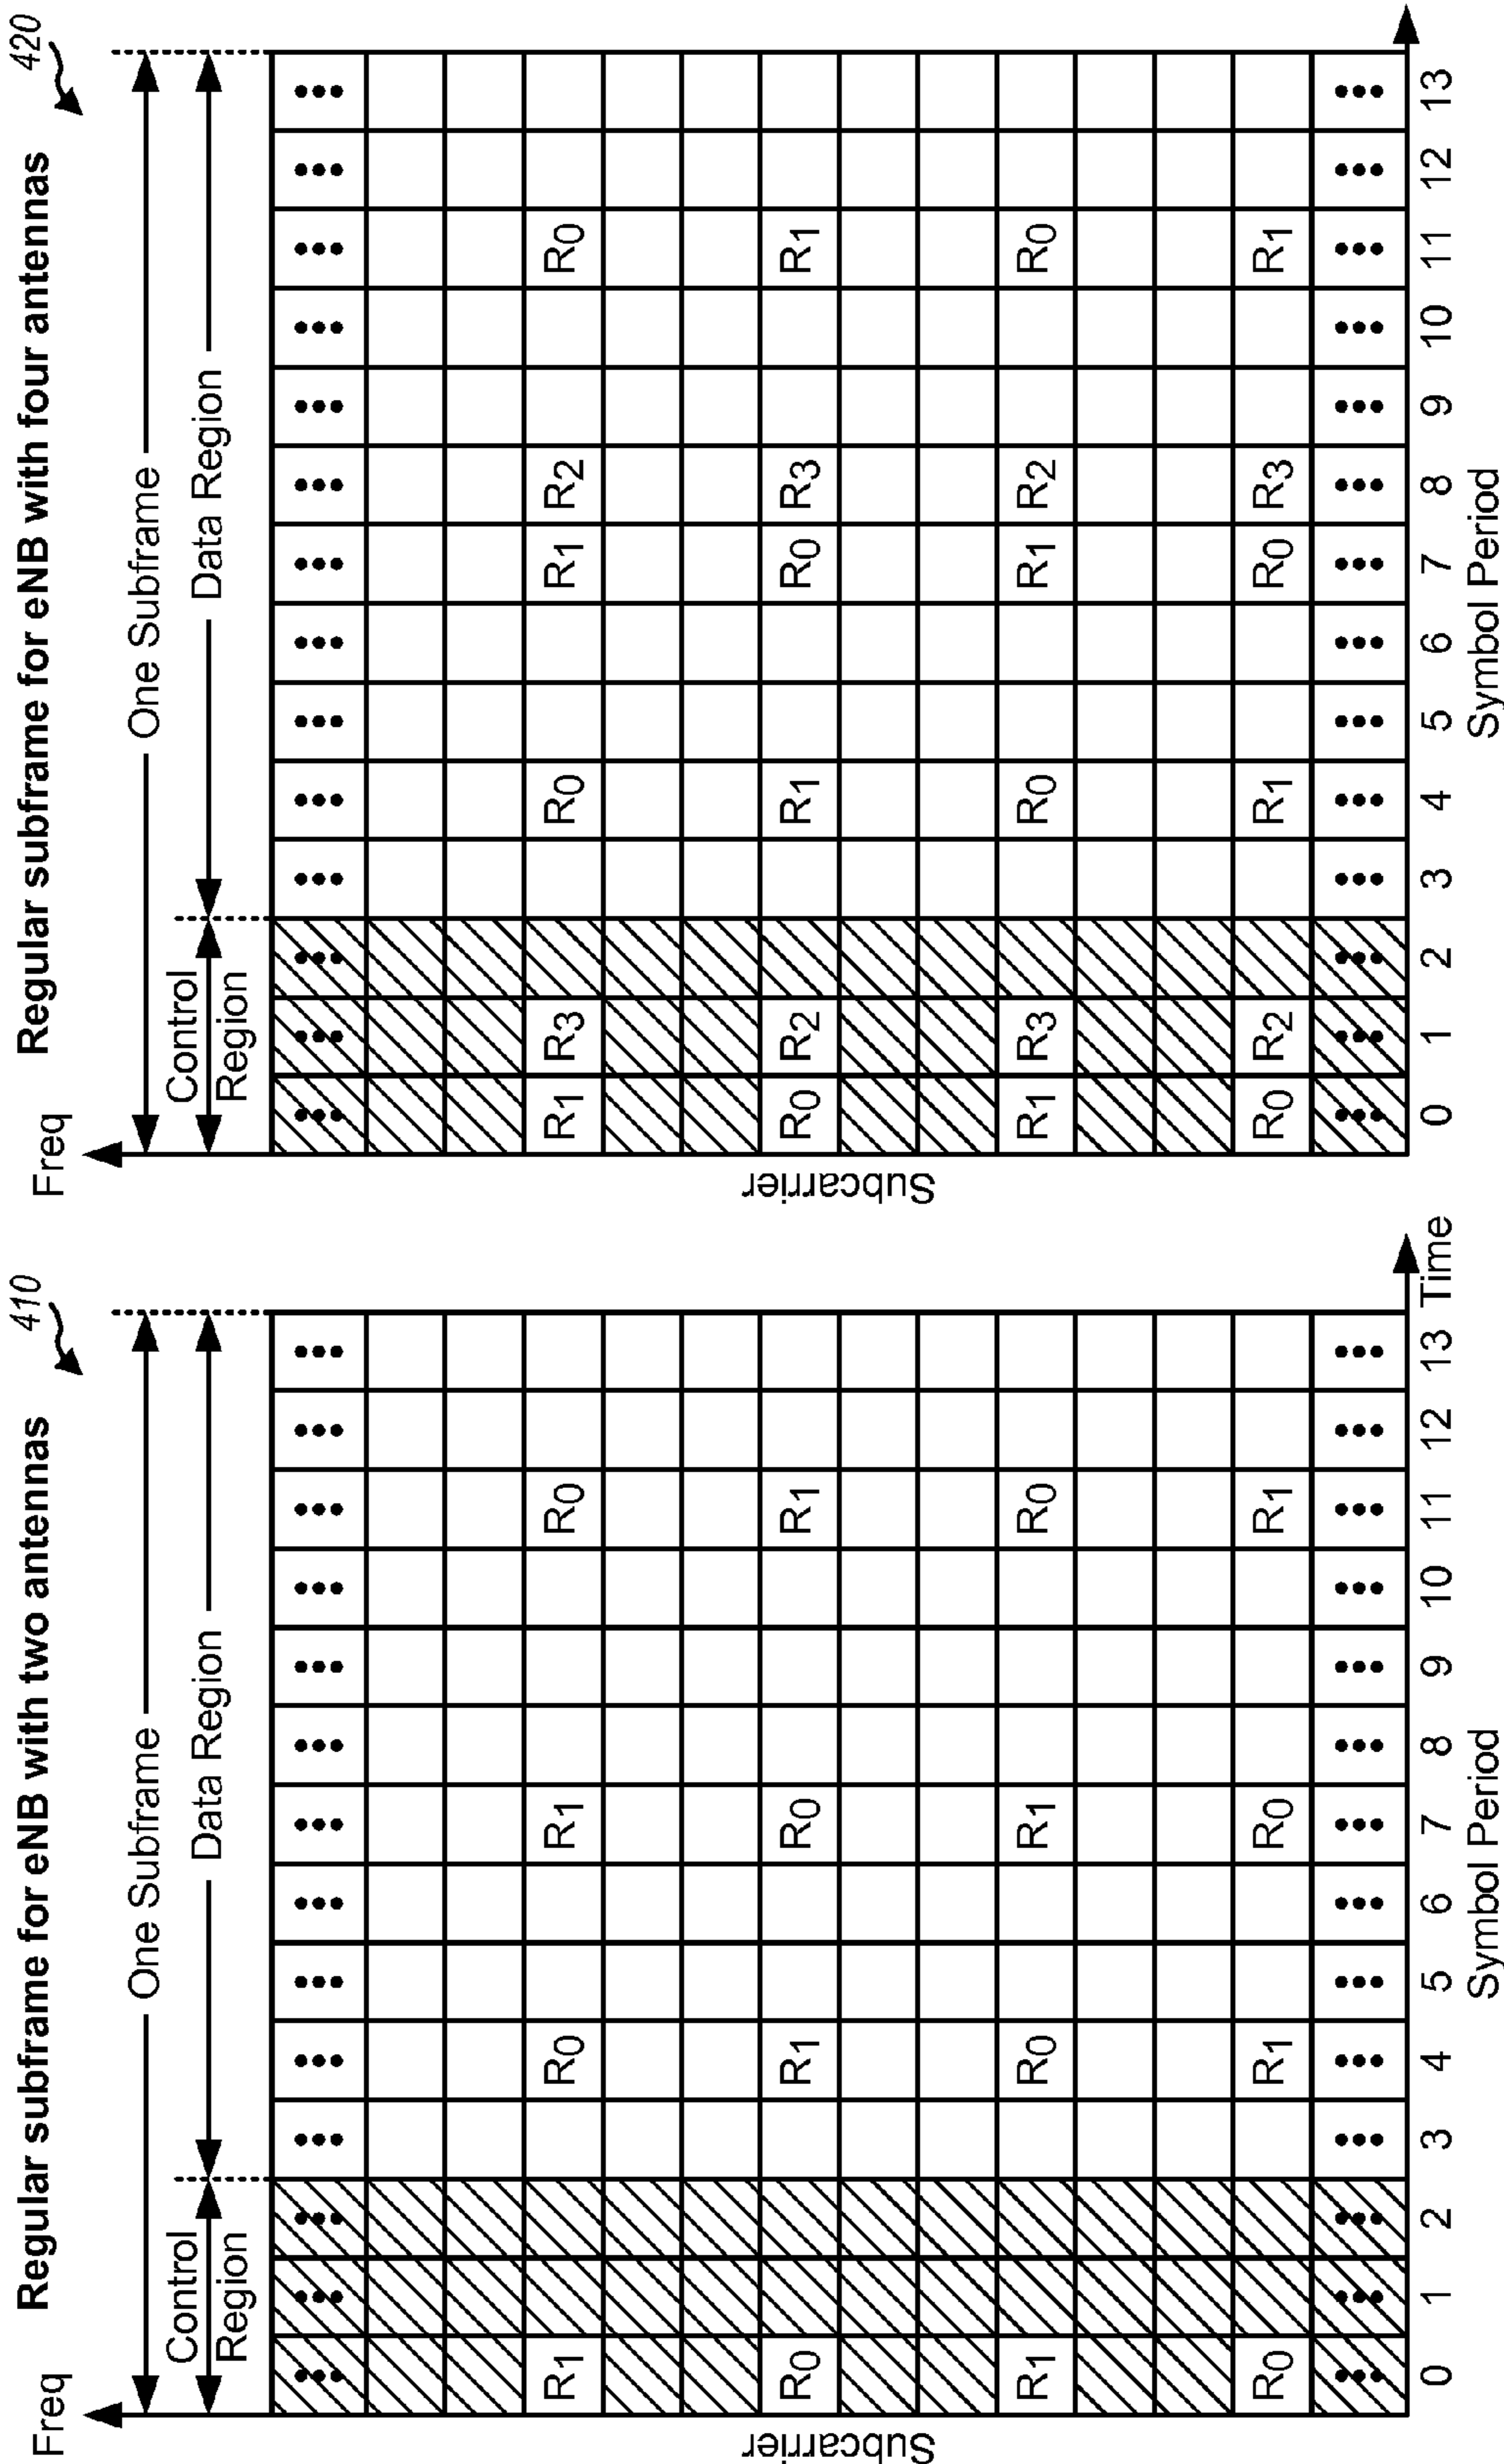 Regular subframe for eNB with two antennas
410
Freq
One Subframe
Control
Region
Data Region
Subcarrier
R1 R0 R1 R0
R0 R1 R0 R1
R1 R0 R1 R0
R0 R1 R0 R1
0 1 2 3 4 5 6 7 8 9 10 11 12 13 Time
Symbol Period
Regular subframe for eNB with four antennas
420
Freq
One Subframe
Control
Region
Data Region
Subcarrier
R1 R3 R0 R1 R2 R0
R0 R2 R1 R0 R3 R1
R1 R3 R0 R1 R2 R0
R0 R2 R1 R0 R3 R1
0 1 2 3 4 5 6 7 8 9 10 11 12 13
Symbol Period